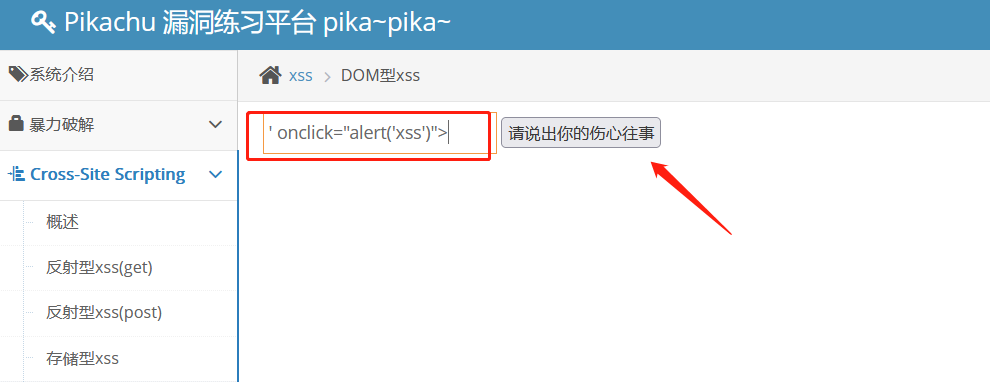 Pikachu 漏洞练习平台 pika~pika~
系统介绍
xss > DOM型xss
暴力破解
' onclick="alert('xss')">
请说出你的伤心往事
Cross-Site Scripting
概述
反射型xss(get)
反射型xss(post)
存储型xss